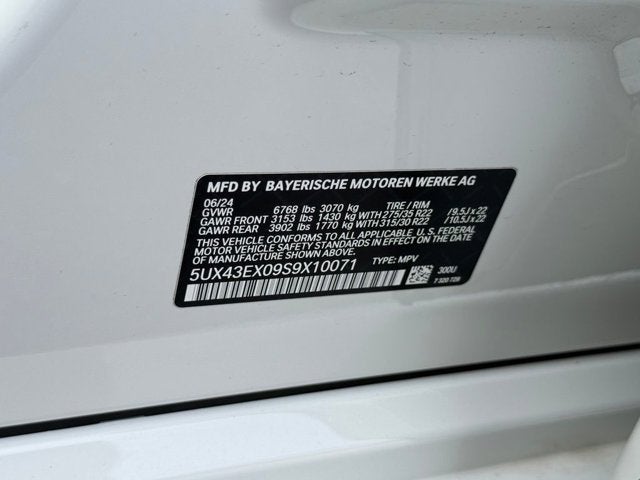 MFD BY BAYERISCHE MOTOREN WERKE AG
06/24
GVWR 6768 lbs 3070 kg TIRE / RIM
GAWR FRONT 3153 lbs 1430 kg WITH 275/35 R22 / 9.5J x 22
GAWR REAR 3902 lbs 1770 kg WITH 315/30 R22 / 10.5J x 22
THIS VEHICLE CONFORMS TO ALL APPLICABLE U.S. FEDERAL
MOTOR VEHICLE SAFETY STANDARDS IN EFFECT ON THE DATE
OF MANUFACTURE SHOWN ABOVE.
5UX43EX09S9X10071 TYPE: MPV
300U
7 520 728